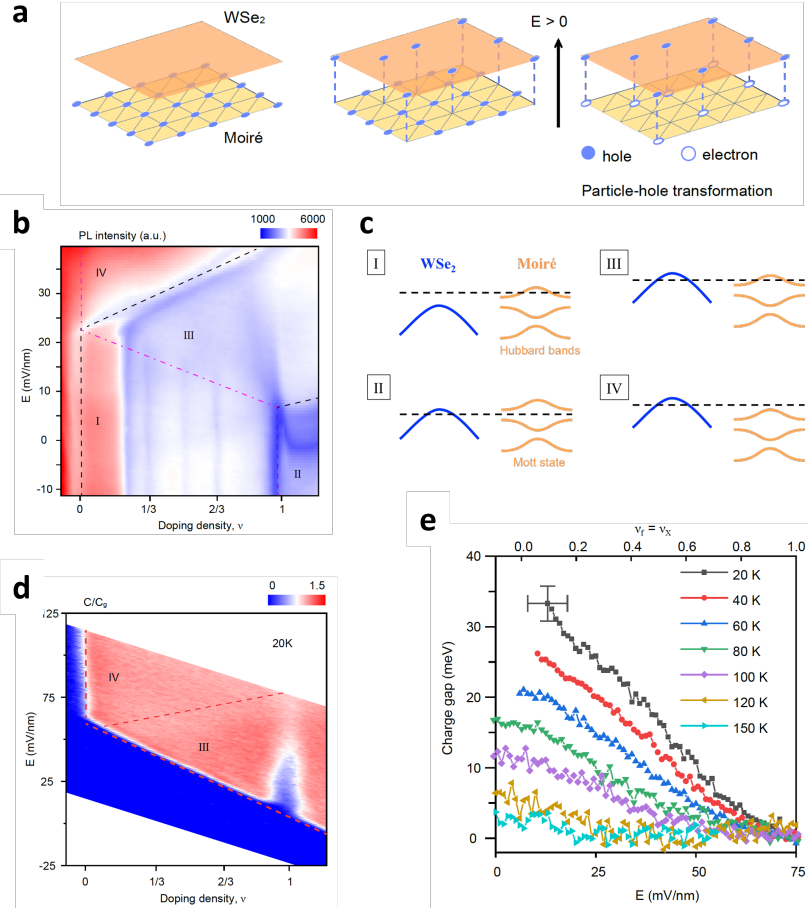 a
WSe₂
Moiré
E > 0
hole
electron
Particle-hole transformation
b
PL intensity (a.u.)
1000
6000
E (mV/nm)
30
20
10
0
-10
IV
III
I
II
0
1/3
2/3
1
Doping density, ν
c
I
WSe₂
Moiré
Hubbard bands
II
Mott state
III
IV
d
C/Cg
0
1.5
20K
E (mV/nm)
125
75
25
-25
IV
III
0
1/3
2/3
1
Doping density, ν
e
νf = νx
0.0
0.2
0.4
0.6
0.8
1.0
Charge gap (meV)
40
30
20
10
0
20 K
40 K
60 K
80 K
100 K
120 K
150 K
0
25
50
75
E (mV/nm)